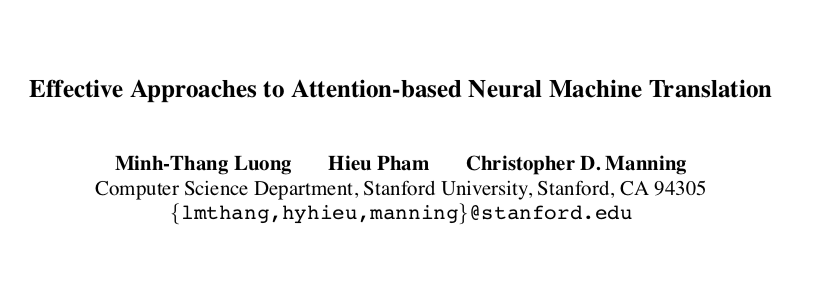 Effective Approaches to Attention-based Neural Machine Translation
Minh-Thang Luong Hieu Pham Christopher D. Manning
Computer Science Department, Stanford University, Stanford, CA 94305
{lmthang,hyhieu,manning}@stanford.edu